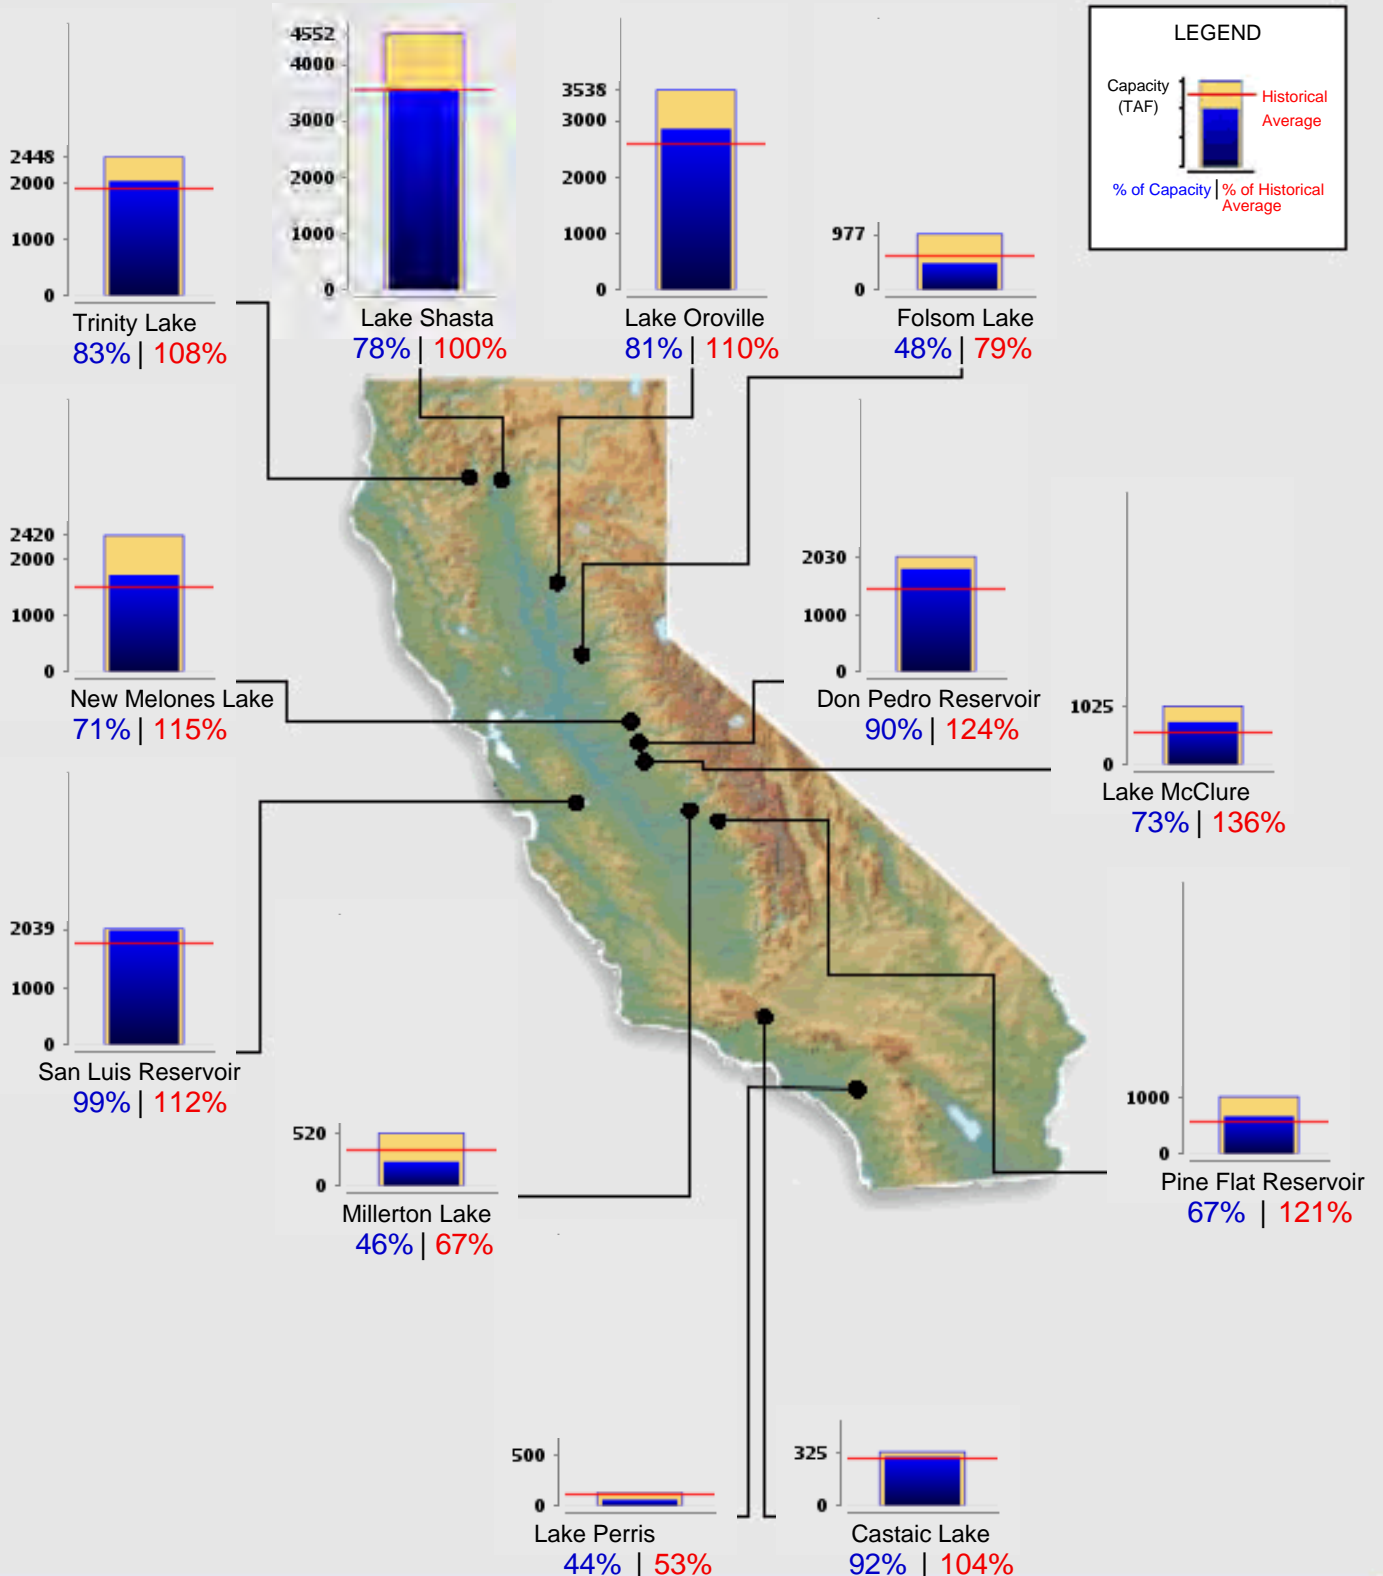 4552
4000
3000
2000
1000
0
Lake Shasta
78% | 100%
3538
3000
2000
1000
0
Lake Oroville
81% | 110%
977
0
Folsom Lake
48% | 79%
LEGEND
Capacity
(TAF)
Historical
Average
% of Capacity | % of Historical
Average
2448
2000
1000
0
Trinity Lake
83% | 108%
2420
2000
1000
0
New Melones Lake
71% | 115%
2030
1000
0
Don Pedro Reservoir
90% | 124%
1025
0
Lake McClure
73% | 136%
2039
1000
0
San Luis Reservoir
99% | 112%
520
0
Millerton Lake
46% | 67%
1000
0
Pine Flat Reservoir
67% | 121%
500
0
Lake Perris
44% | 53%
325
0
Castaic Lake
92% | 104%